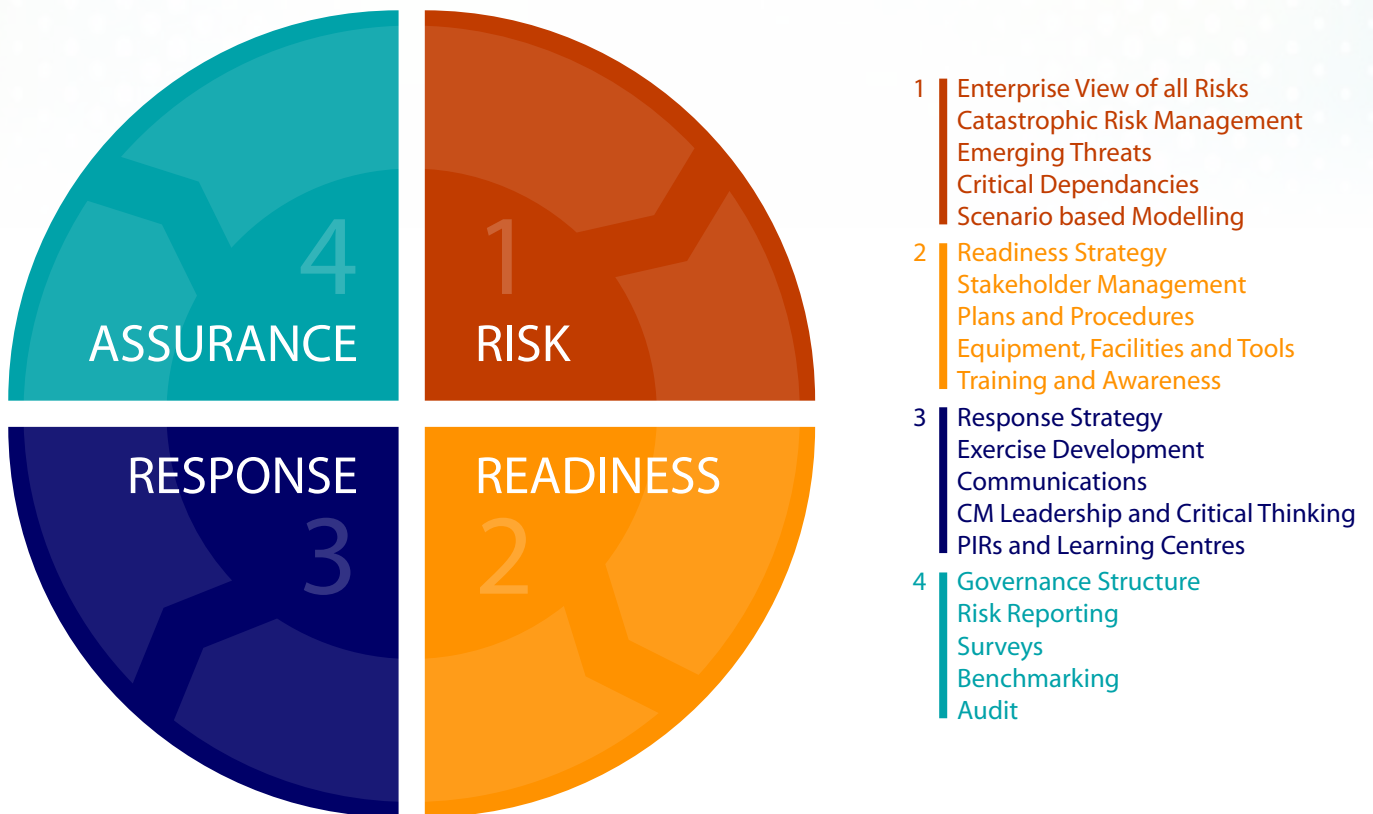 4
ASSURANCE
1
RISK
RESPONSE
3
READINESS
2
1 Enterprise View of all Risks
Catastrophic Risk Management
Emerging Threats
Critical Dependancies
Scenario based Modelling
2 Readiness Strategy
Stakeholder Management
Plans and Procedures
Equipment, Facilities and Tools
Training and Awareness
3 Response Strategy
Exercise Development
Communications
CM Leadership and Critical Thinking
PIRs and Learning Centres
4 Governance Structure
Risk Reporting
Surveys
Benchmarking
Audit